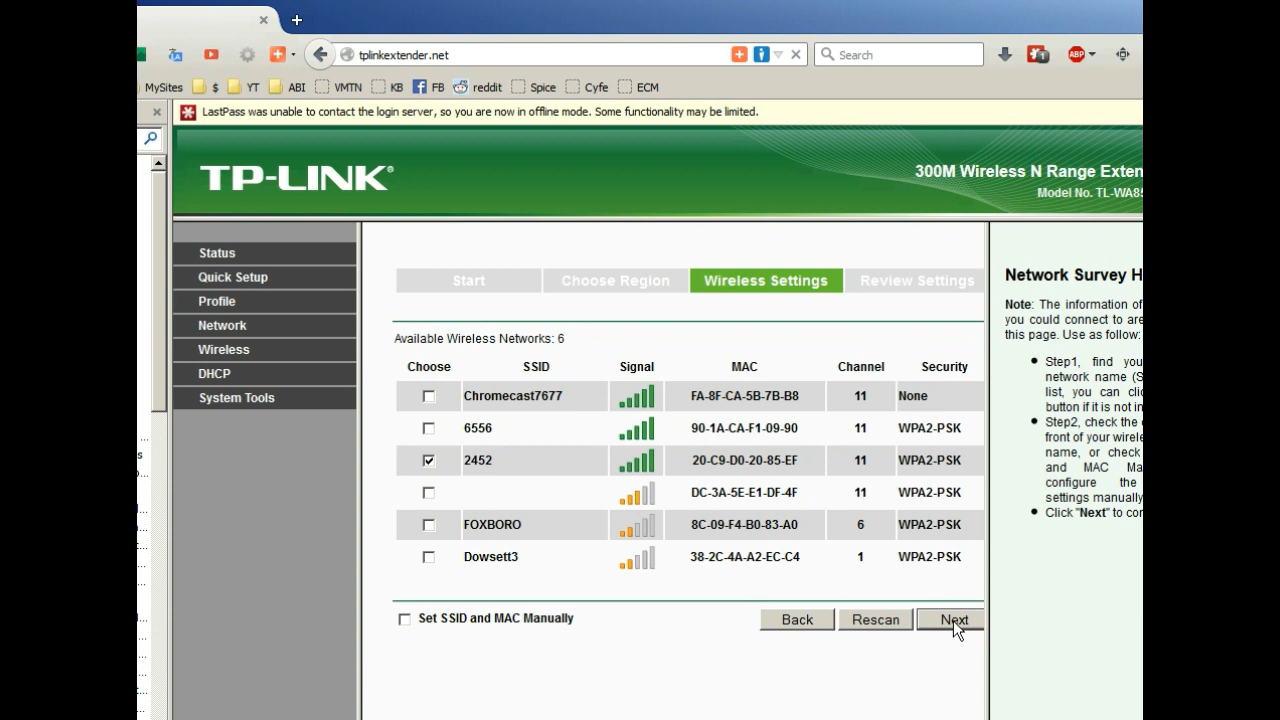 +
tplinkextender.net
Search
1
ABP
MySites $ YT ABI VMTN KB FB reddit Spice Cyfe ECM
LastPass was unable to contact the login server, so you are now in offline mode. Some functionality may be limited.
TP-LINK®
300M Wireless N Range Exten
Model No. TL-WA85
Status
Quick Setup
Profile
Network
Wireless
DHCP
System Tools
Start Choose Region Wireless Settings Review Settings
Available Wireless Networks: 6
Choose SSID Signal MAC Channel Security
Chromecast7677 FA-8F-CA-5B-7B-B8 11 None
6556 90-1A-CA-F1-09-90 11 WPA2-PSK
2452 20-C9-D0-20-85-EF 11 WPA2-PSK
DC-3A-5E-E1-DF-4F 11 WPA2-PSK
FOXBORO 8C-09-F4-B0-83-A0 6 WPA2-PSK
Dowsett3 38-2C-4A-A2-EC-C4 1 WPA2-PSK
Set SSID and MAC Manually
Back Rescan Next
Network Survey H
Note: The information of
you could connect to are
this page. Use as follow:
Step1, find you
network name (S
list, you can clic
button if it is not in
Step2, check the
front of your wirele
name, or check
and MAC Ma
configure the
settings manually
Click "Next" to con